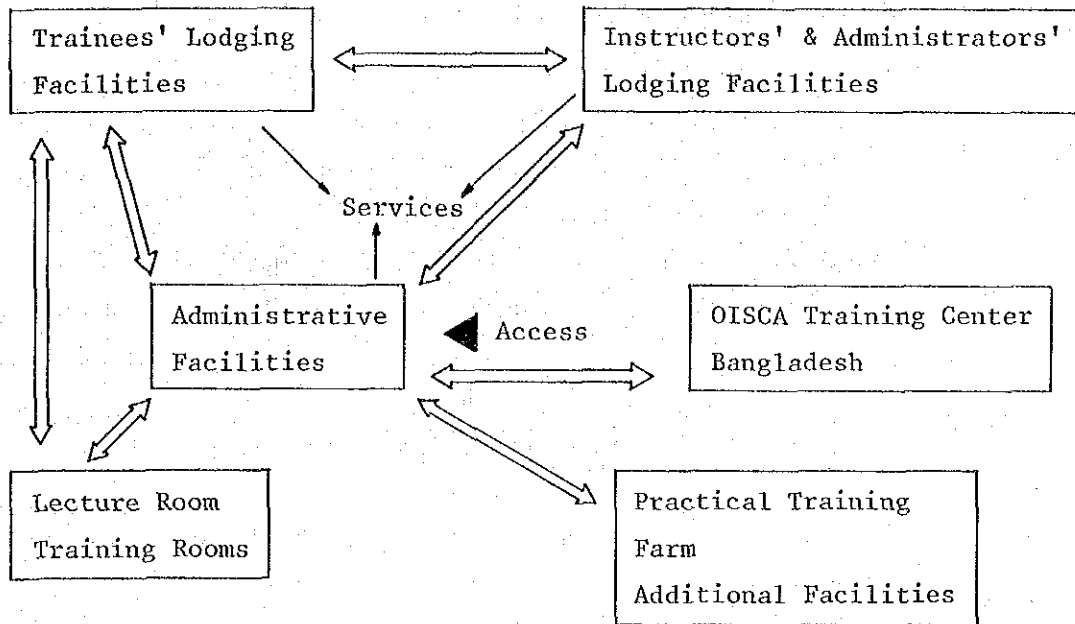 Trainees' Lodging
Facilities
Instructors' & Administrators'
Lodging Facilities
Services
Administrative
Facilities
Access
OISCA Training Center
Bangladesh
Lecture Room
Training Rooms
Practical Training
Farm
Additional Facilities